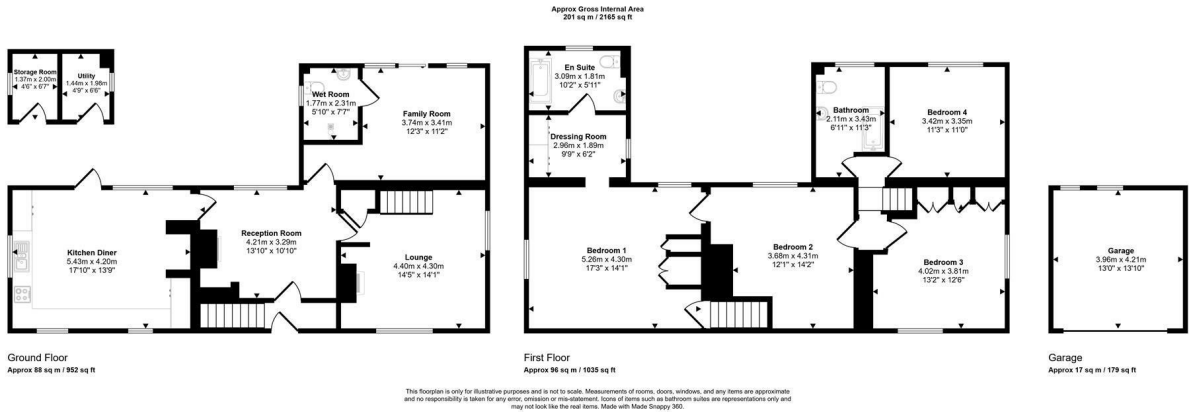 Approx Gross Internal Area
201 sq m / 2165 sq ft
Storage Room
1.37m x 2.00m
4'6" x 6'7"
Utility
1.44m x 1.98m
4'9" x 6'6"
Wet Room
1.77m x 2.31m
5'10" x 7'7"
Family Room
3.74m x 3.41m
12'3" x 11'2"
Kitchen Diner
5.43m x 4.20m
17'10" x 13'9"
Reception Room
4.21m x 3.29m
13'10" x 10'10"
Lounge
4.40m x 4.30m
14'5" x 14'1"
En Suite
3.09m x 1.81m
10'2" x 5'11"
Dressing Room
2.96m x 1.89m
9'9" x 6'2"
Bathroom
2.11m x 3.43m
6'11" x 11'3"
Bedroom 4
3.42m x 3.35m
11'3" x 11'0"
Bedroom 1
5.26m x 4.30m
17'3" x 14'1"
Bedroom 2
3.68m x 4.31m
12'1" x 14'2"
Bedroom 3
4.02m x 3.81m
13'2" x 12'6"
Garage
3.96m x 4.21m
13'0" x 13'10"
Ground Floor
Approx 88 sq m / 952 sq ft
First Floor
Approx 96 sq m / 1035 sq ft
Garage
Approx 17 sq m / 179 sq ft
This floorplan is only for illustrative purposes and is not to scale. Measurements of rooms, doors, windows, and any items are approximate
and no responsibility is taken for any error, omission or mis-statement. Icons of items such as bathroom suites are representations only and
may not look like the real items. Made with Made Snappy 360.